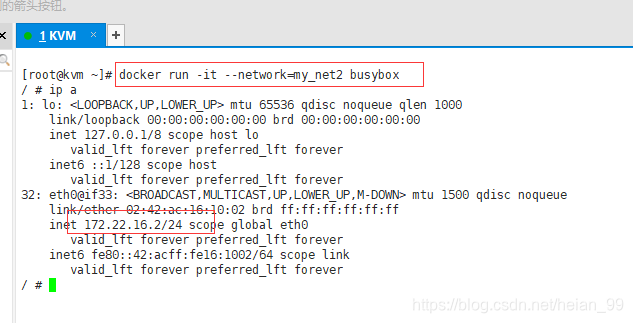 的箭头按钮。
1 KVM
[root@kvm ~]# docker run -it --network=my_net2 busybox
/ # ip a
1: lo: <LOOPBACK,UP,LOWER_UP> mtu 65536 qdisc noqueue qlen 1000
link/loopback 00:00:00:00:00:00 brd 00:00:00:00:00:00
inet 127.0.0.1/8 scope host lo
valid_lft forever preferred_lft forever
inet6 ::1/128 scope host
valid_lft forever preferred_lft forever
32: eth0@if33: <BROADCAST,MULTICAST,UP,LOWER_UP,M-DOWN> mtu 1500 qdisc noqueue
link/ether 02:42:ac:16:10:02 brd ff:ff:ff:ff:ff:ff
inet 172.22.16.2/24 scope global eth0
valid_lft forever preferred_lft forever
inet6 fe80::42:acff:fe16:1002/64 scope link
valid_lft forever preferred_lft forever
/ #
https://blog.csdn.net/heian_99